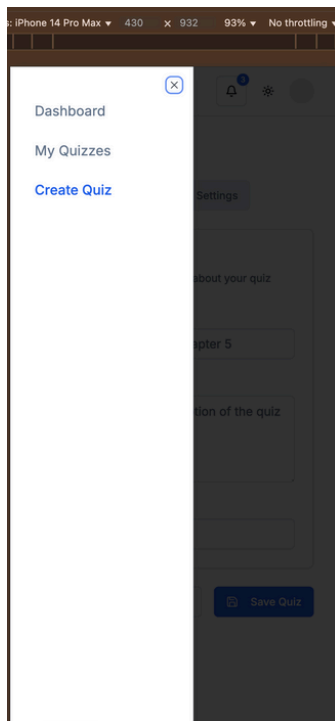 s: iPhone 14 Pro Max ▾ 430 × 932 93% ▾ No throttling ▾
3
Dashboard
My Quizzes
Create Quiz
Settings
about your quiz
apter 5
tion of the quiz
Save Quiz